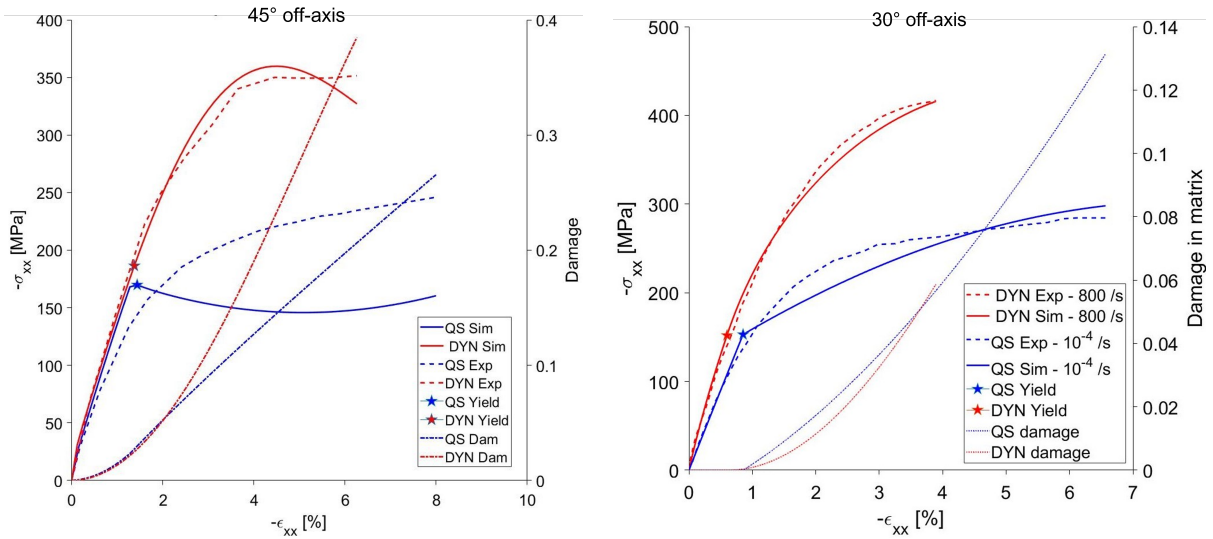 45° off-axis
400
350
300
250
200
150
100
50
0
-σxx [MPa]
0.4
0.3
0.2
0.1
0
Damage
0 2 4 6 8 10
-ϵxx [%]
QS Sim
DYN Sim
QS Exp
DYN Exp
QS Yield
DYN Yield
QS Dam
DYN Dam
30° off-axis
500
400
300
200
100
0
-σxx [MPa]
0.14
0.12
0.1
0.08
0.06
0.04
0.02
0
Damage in matrix
0 1 2 3 4 5 6 7
-ϵxx [%]
DYN Exp - 800 /s
DYN Sim - 800 /s
QS Exp - 10⁻⁴ /s
QS Sim - 10⁻⁴ /s
QS Yield
DYN Yield
QS damage
DYN damage